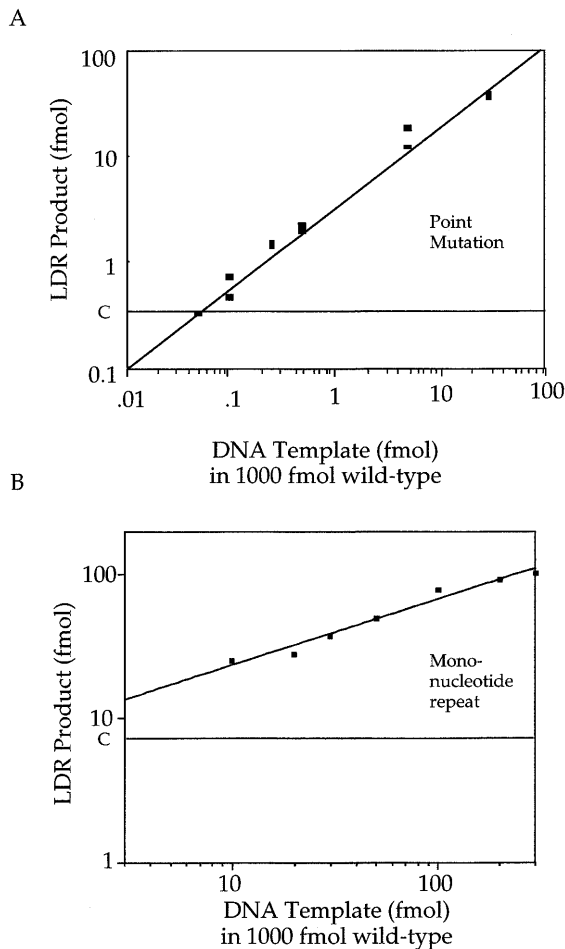 A
100
10
1
C
0.1
LDR Product (fmol)
Point
Mutation
.01 .1 1 10 100
DNA Template (fmol)
in 1000 fmol wild-type
B
100
10
C
1
LDR Product (fmol)
Mono-
nucleotide
repeat
10 100
DNA Template (fmol)
in 1000 fmol wild-type